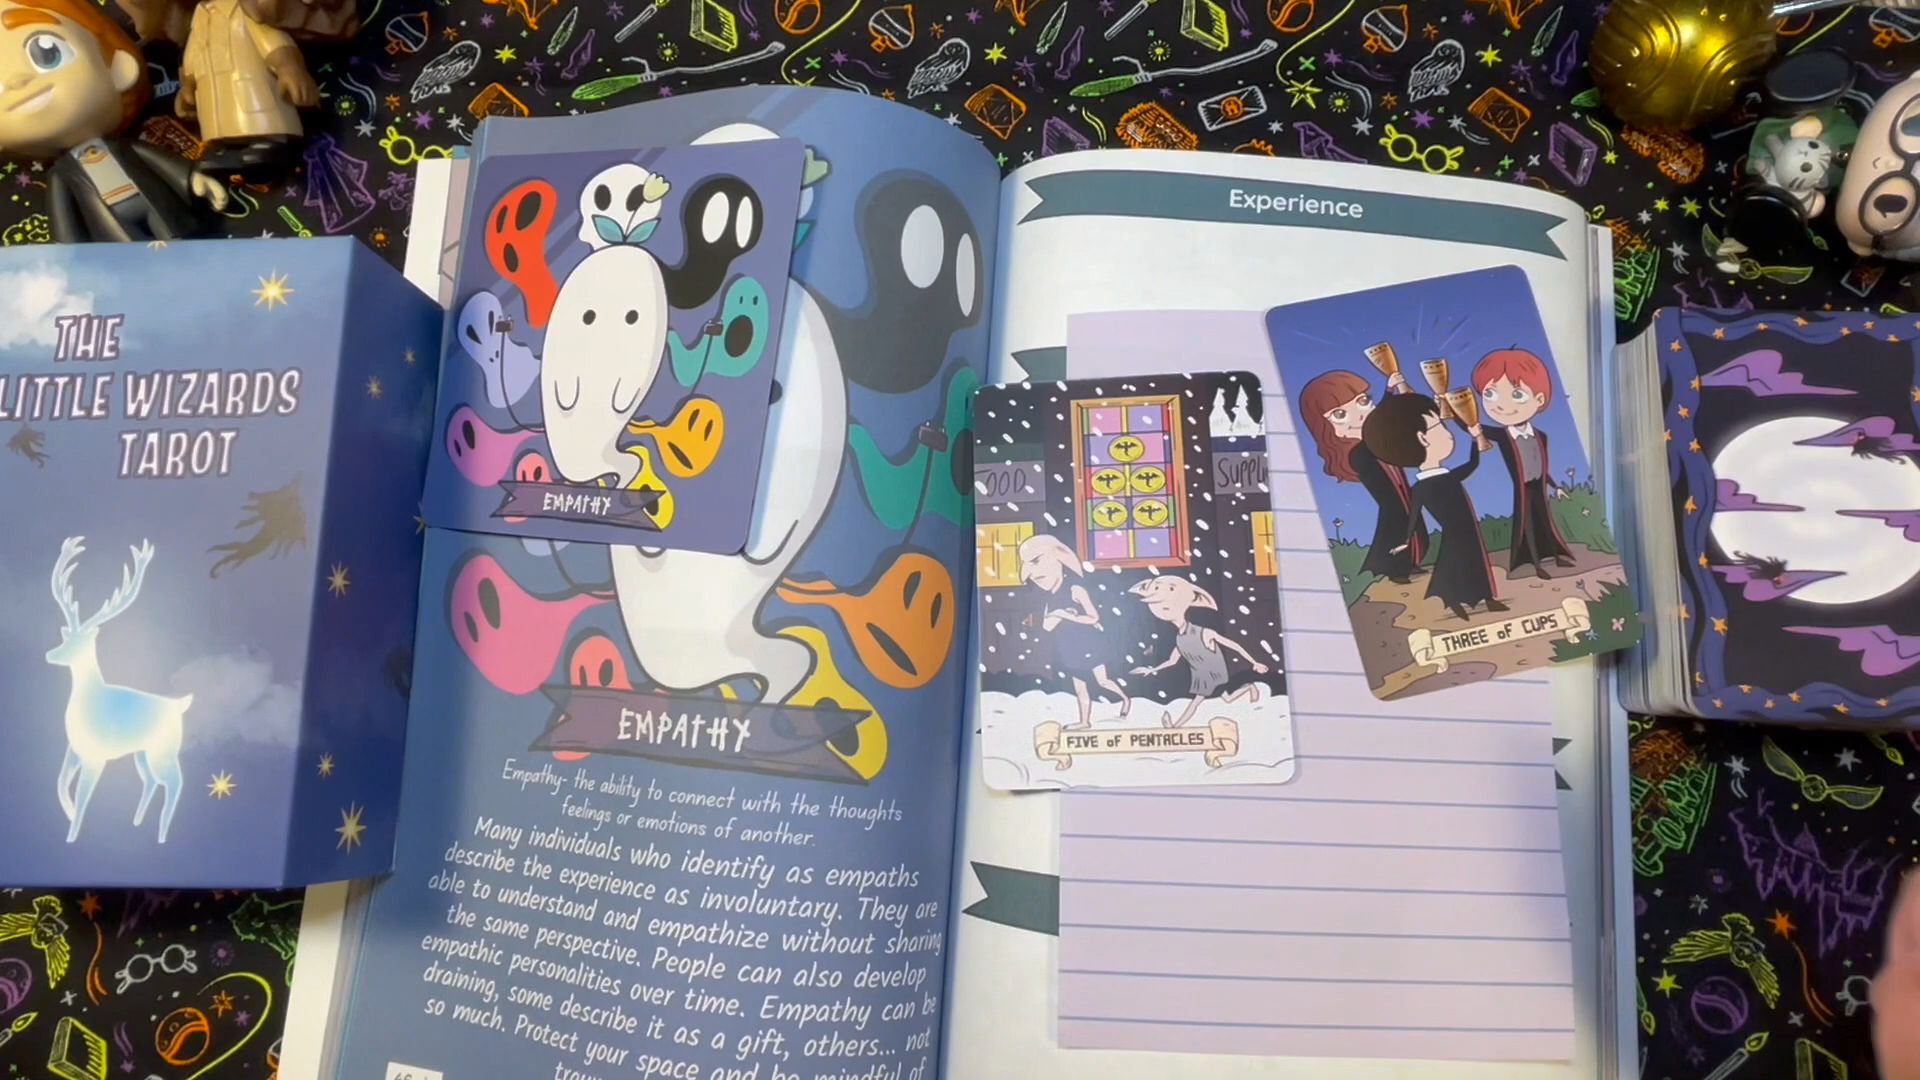 THE
LITTLE WIZARDS
TAROT
EMPATHY
EMPATHY
Empathy- the ability to connect with the thoughts
feelings or emotions of another.
Many individuals who identify as empaths
describe the experience as involuntary. They are
able to understand and empathize without sharing
the same perspective. People can also develop
empathic personalities over time. Empathy can be
draining, some describe it as a gift, others... not
so much. Protect your space and be mindful of
Experience
FOOD
FIVE of PENTACLES
THREE of CUPS